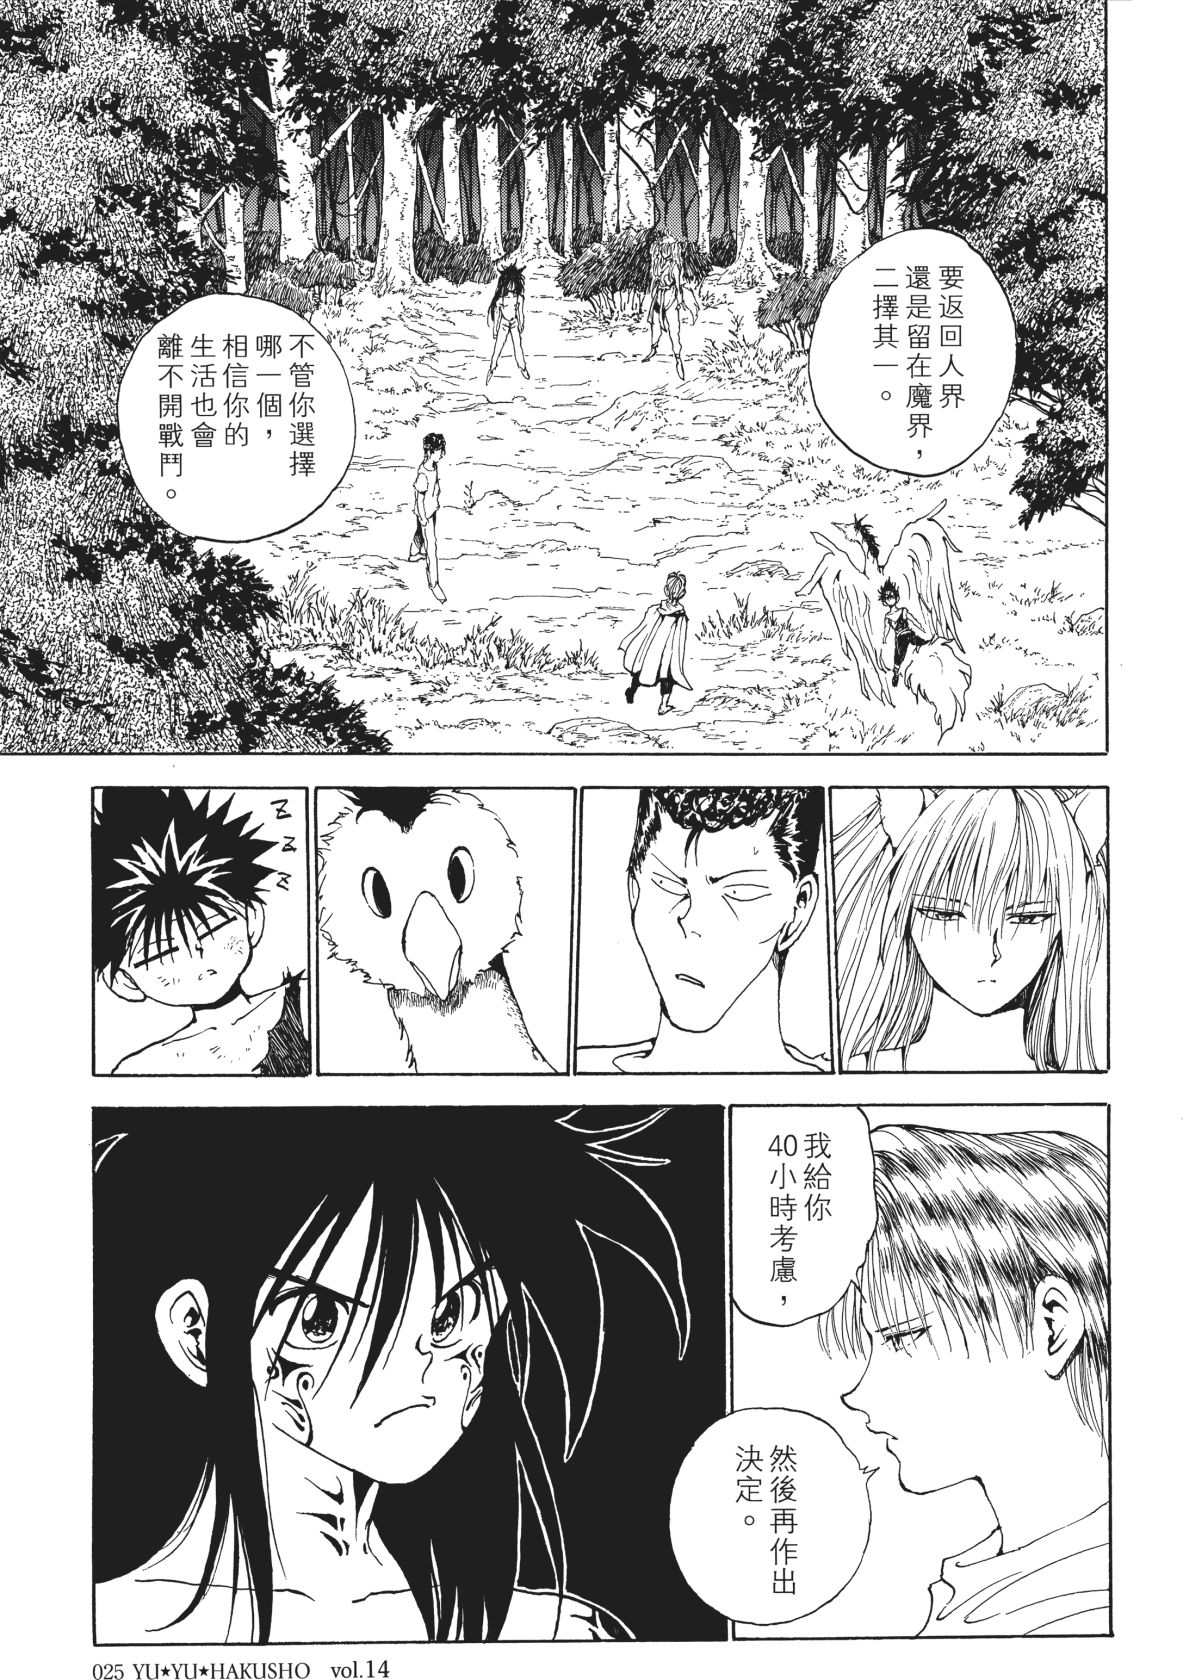 要返回人界
還是留在魔界，
二擇其一。
不管你選擇
哪一個，
相信你的
生活也會
離不開戰鬥。
Z
Z
Z
我給你
40小時考慮，
然後再作出
決定。
025 YU★YU★HAKUSHO vol.14